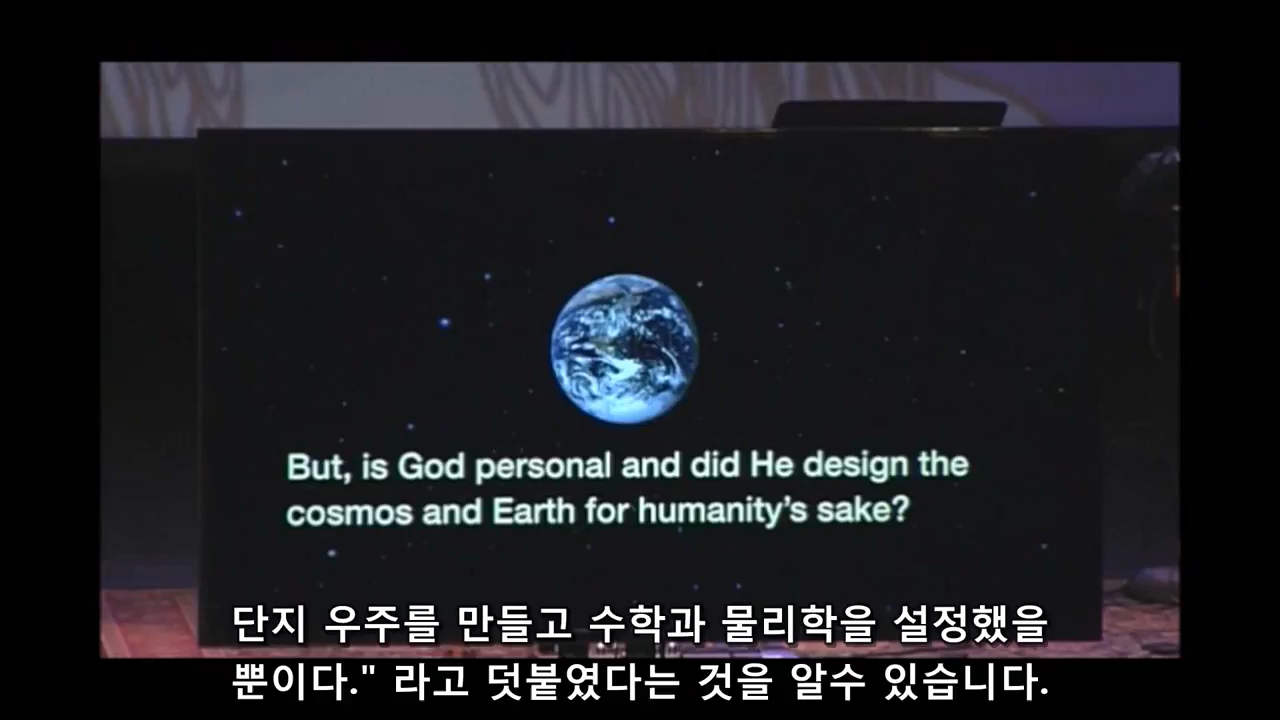 But, is God personal and did He design the
cosmos and Earth for humanity's sake?
단지 우주를 만들고 수학과 물리학을 설정했을
뿐이다." 라고 덧붙였다는 것을 알수 있습니다.